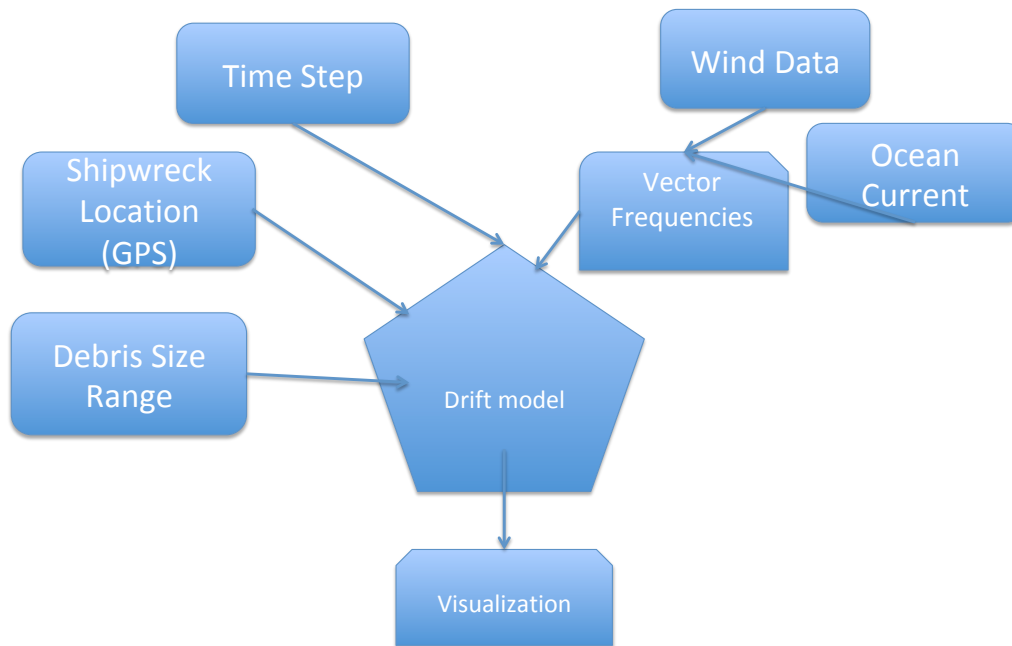 Time Step
Wind Data
Shipwreck
Location
(GPS)
Vector
Frequencies
Ocean
Current
Debris Size
Range
Drift model
Visualization